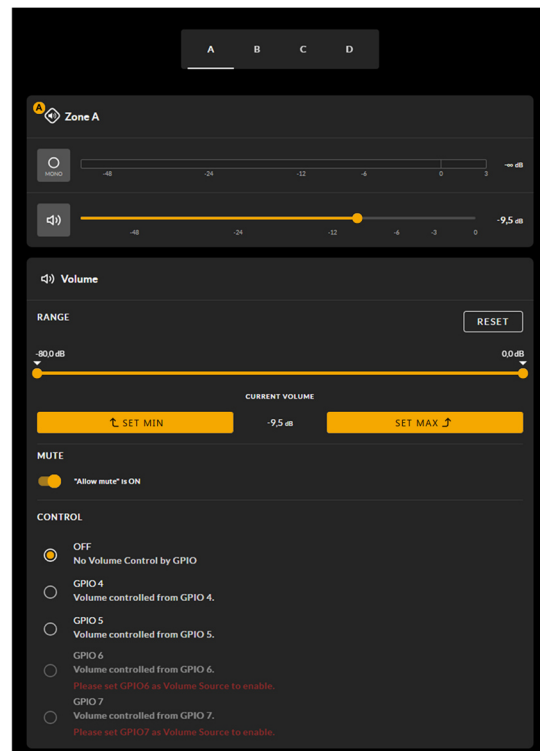 A B C D
A
Zone A
MONO
-48 -24 -12 -6 0 3
-∞ dB
-9,5 dB
-48 -24 -12 -6 -3 0
Volume
RANGE
RESET
-80,0 dB 0,0 dB
CURRENT VOLUME
SET MIN -9,5 dB SET MAX
MUTE
"Allow mute" is ON
CONTROL
OFF
No Volume Control by GPIO
GPIO 4
Volume controlled from GPIO 4.
GPIO 5
Volume controlled from GPIO 5.
GPIO 6
Volume controlled from GPIO 6.
Please set GPIO6 as Volume Source to enable.
GPIO 7
Volume controlled from GPIO 7.
Please set GPIO7 as Volume Source to enable.